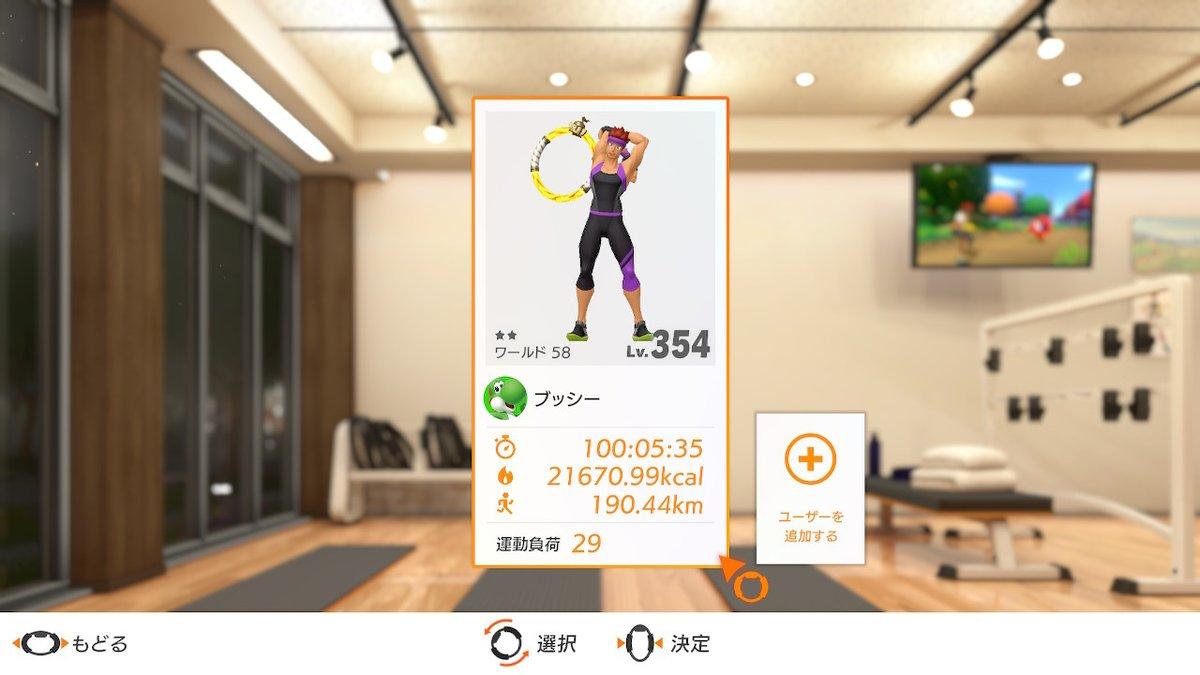 ★★
ワールド 58
Lv.354
ブッシー
100:05:35
21670.99kcal
190.44km
運動負荷 29
ユーザーを
追加する
もどる
選択
決定